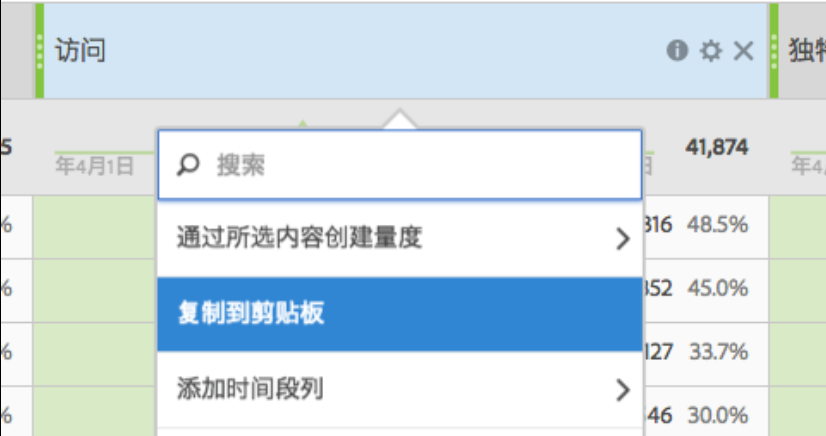 访问
独特
5
41,874
年4月1日
日
年4
搜索
通过所选内容创建量度
复制到剪贴板
添加时间段列
% 816 48.5%
% 352 45.0%
% 127 33.7%
% 46 30.0%